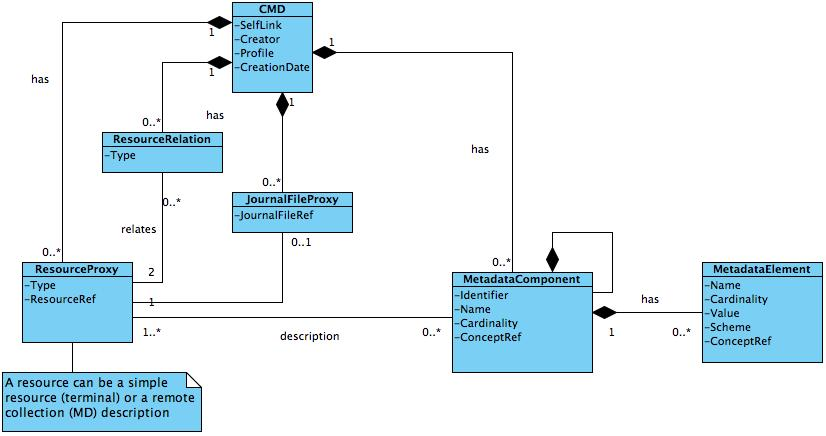 CMD
-SelfLink
-Creator
-Profile
-CreationDate
1
1
1
1
has
has
has
0..*
ResourceRelation
-Type
0..*
relates
0..*
JournalFileProxy
-JournalFileRef
0..1
0..*
ResourceProxy
-Type
-ResourceRef
2
1
1..*
description
0..*
0..*
MetadataComponent
-Identifier
-Name
-Cardinality
-ConceptRef
has
1
0..*
MetadataElement
-Name
-Cardinality
-Value
-Scheme
-ConceptRef
A resource can be a simple
resource (terminal) or a remote
collection (MD) description